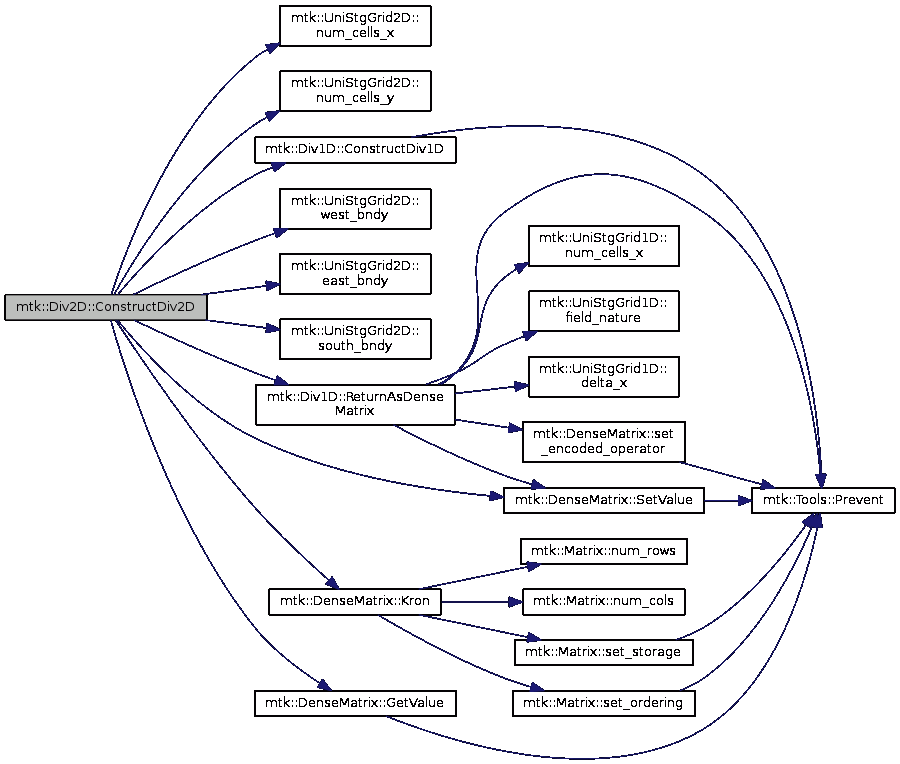 mtk::UniStgGrid2D::
num_cells_x
mtk::UniStgGrid2D::
num_cells_y
mtk::Div1D::ConstructDiv1D
mtk::UniStgGrid2D::
west_bndy
mtk::UniStgGrid2D::
east_bndy
mtk::Div2D::ConstructDiv2D
mtk::UniStgGrid2D::
south_bndy
mtk::Div1D::ReturnAsDense
Matrix
mtk::UniStgGrid1D::
num_cells_x
mtk::UniStgGrid1D::
field_nature
mtk::UniStgGrid1D::
delta_x
mtk::DenseMatrix::set
_encoded_operator
mtk::DenseMatrix::SetValue
mtk::Tools::Prevent
mtk::Matrix::num_rows
mtk::DenseMatrix::Kron
mtk::Matrix::num_cols
mtk::Matrix::set_storage
mtk::DenseMatrix::GetValue
mtk::Matrix::set_ordering